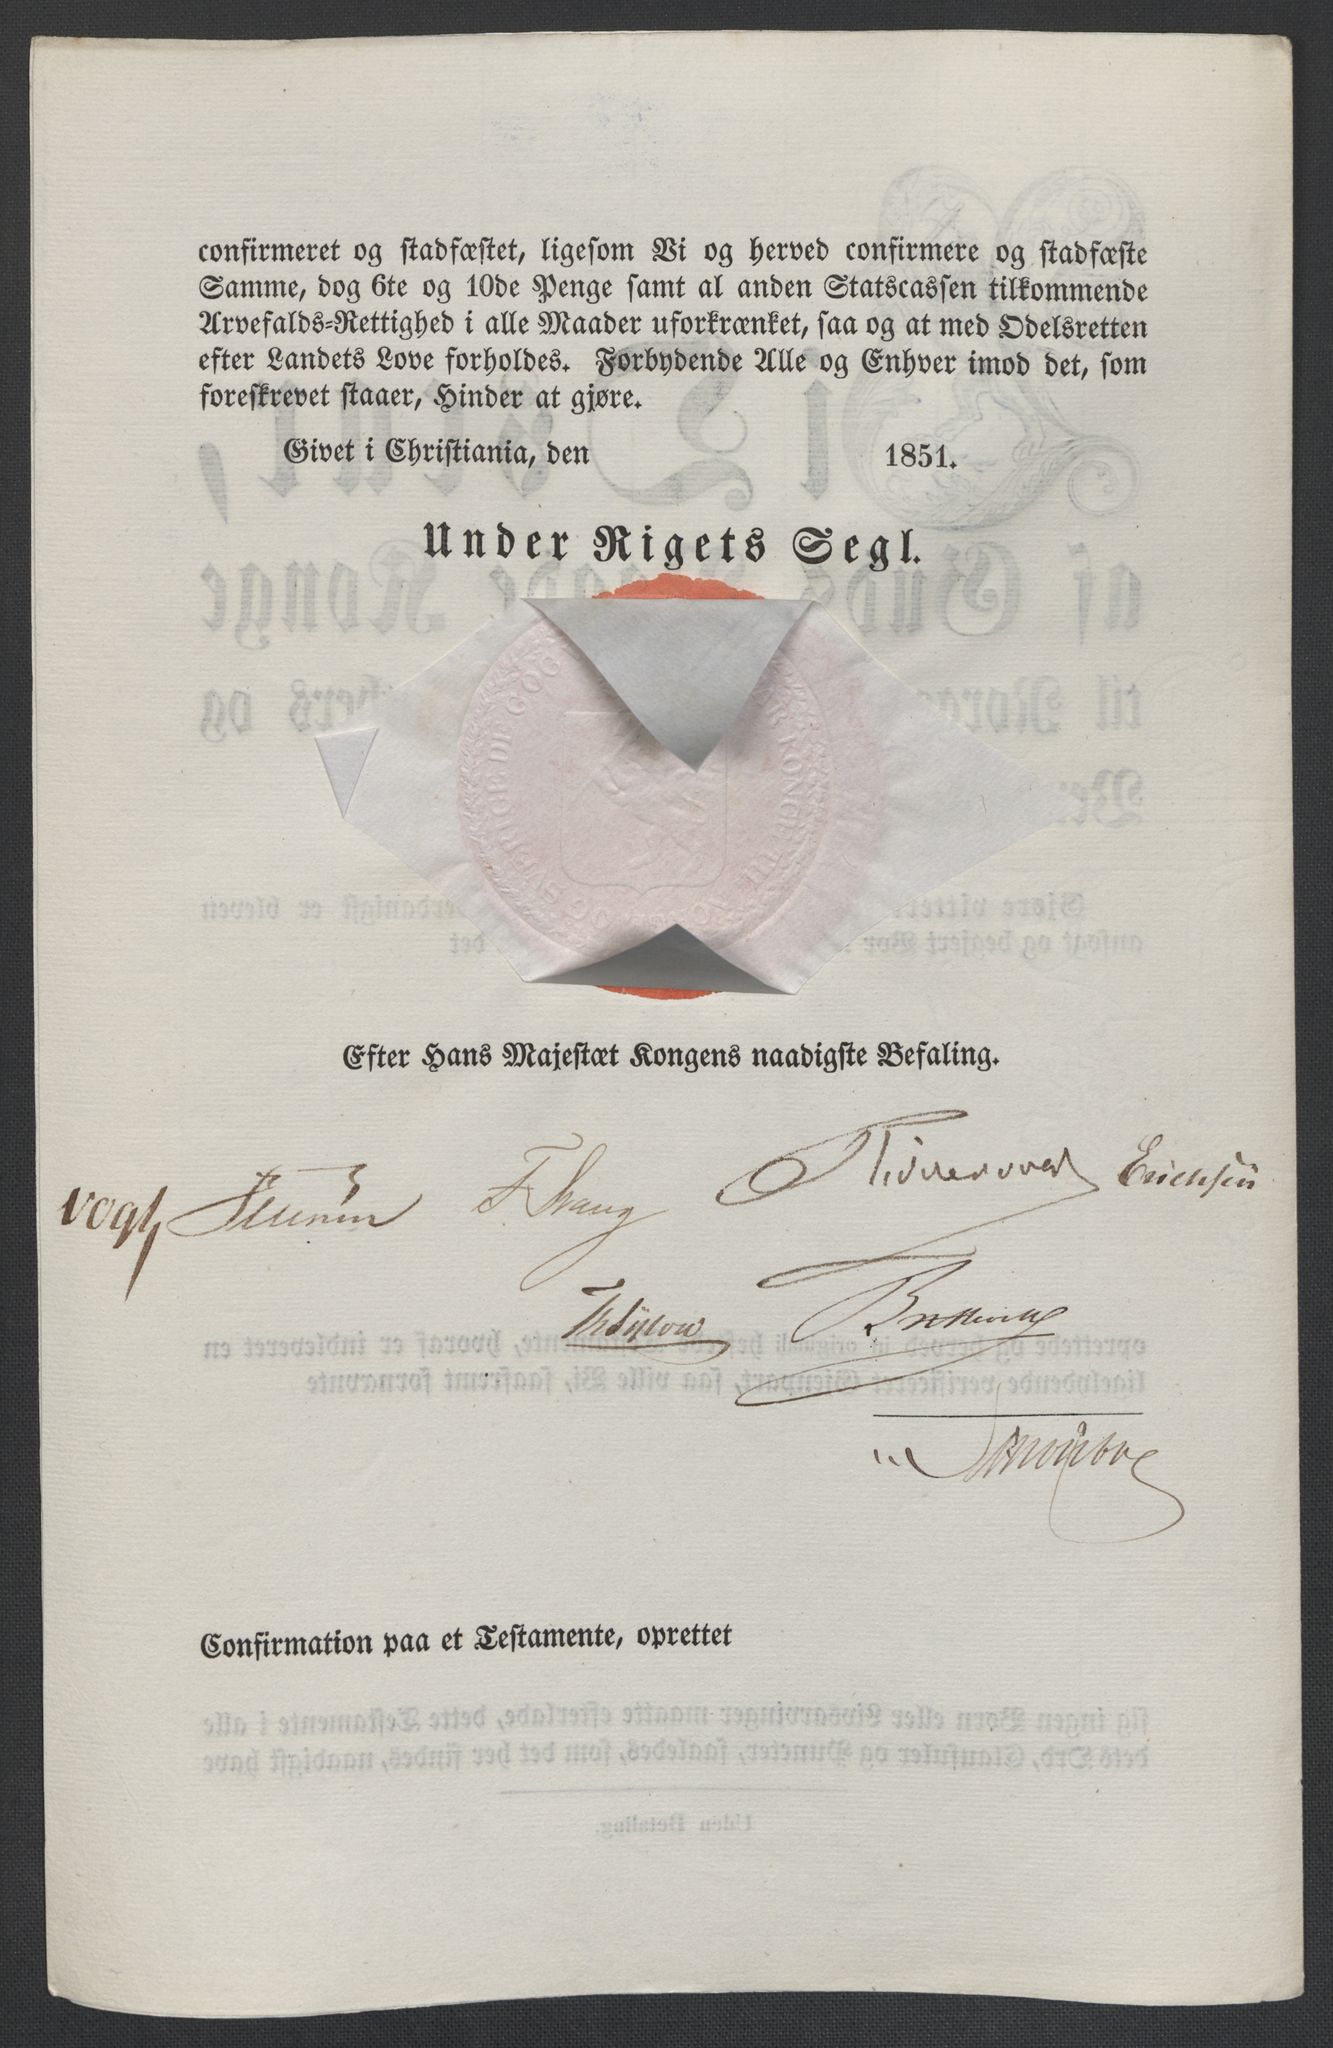 confirmeret og stadfæstet, ligesom Vi og herved confirmere og stadfæste
Samme, dog 6te og 10de Penge samt al anden Statscassen tilkommende
Arvefalds-Rettighed i alle Maader uforkrænket, saa og at med Odelsretten
efter Landets Love forholdes. Forbydende Alle og Enhver imod det, som
foreskrevet staaer, Hinder at gjøre.
Givet i Christiania, den 1851.
Under Rigets Segl.
Efter Hans Majestæt Kongens naadigste Befaling.
Vogt F. Stang Erichsen
Confirmation paa et Testamente, oprettet